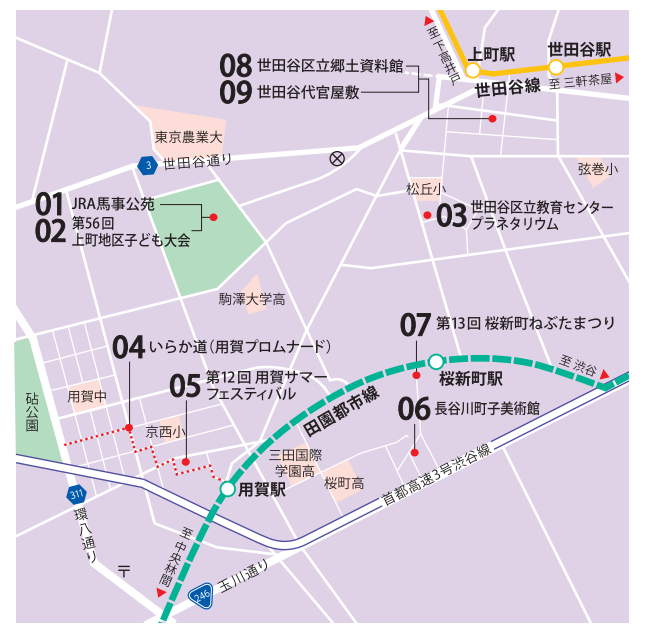 至下高井戸
上町駅
世田谷駅
世田谷線
至 三軒茶屋
08 世田谷区立郷土資料館
09 世田谷代官屋敷
東京農業大
3
世田谷通り
弦巻小
松丘小
01 JRA馬事公苑
02 第56回
上町地区子ども大会
03 世田谷区立教育センター
プラネタリウム
駒澤大学高
07 第13回 桜新町ねぶたまつり
04 いらか道（用賀プロムナード）
05 第12回 用賀サマー
フェスティバル
至 渋谷
桜新町駅
田園都市線
砧公園
用賀中
京西小
06 長谷川町子美術館
三田国際
学園高
桜町高
用賀駅
首都高速3号渋谷線
311
環八通り
至中央林間
〒
246
玉川通り